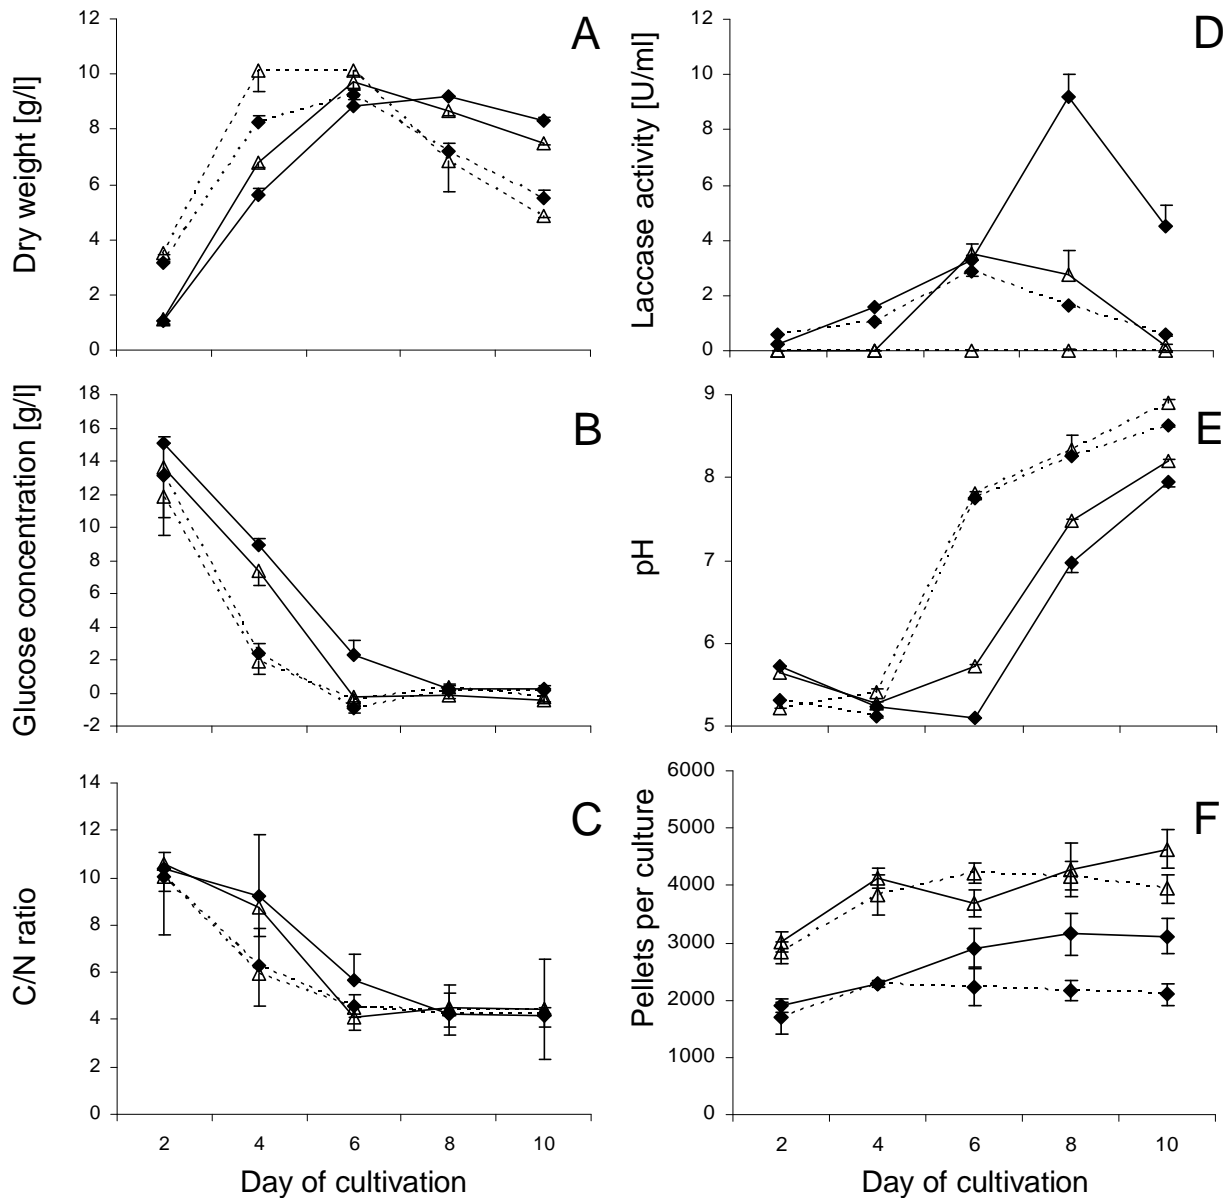 A
Dry weight [g/l]
12
10
8
6
4
2
0
D
Laccase activity [U/ml]
12
10
8
6
4
2
0
B
Glucose concentration [g/l]
18
16
14
12
10
8
6
4
2
0
-2
E
pH
9
8
7
6
5
C
C/N ratio
14
12
10
8
6
4
2
0
2 4 6 8 10
Day of cultivation
F
Pellets per culture
6000
5000
4000
3000
2000
1000
0
2 4 6 8 10
Day of cultivation